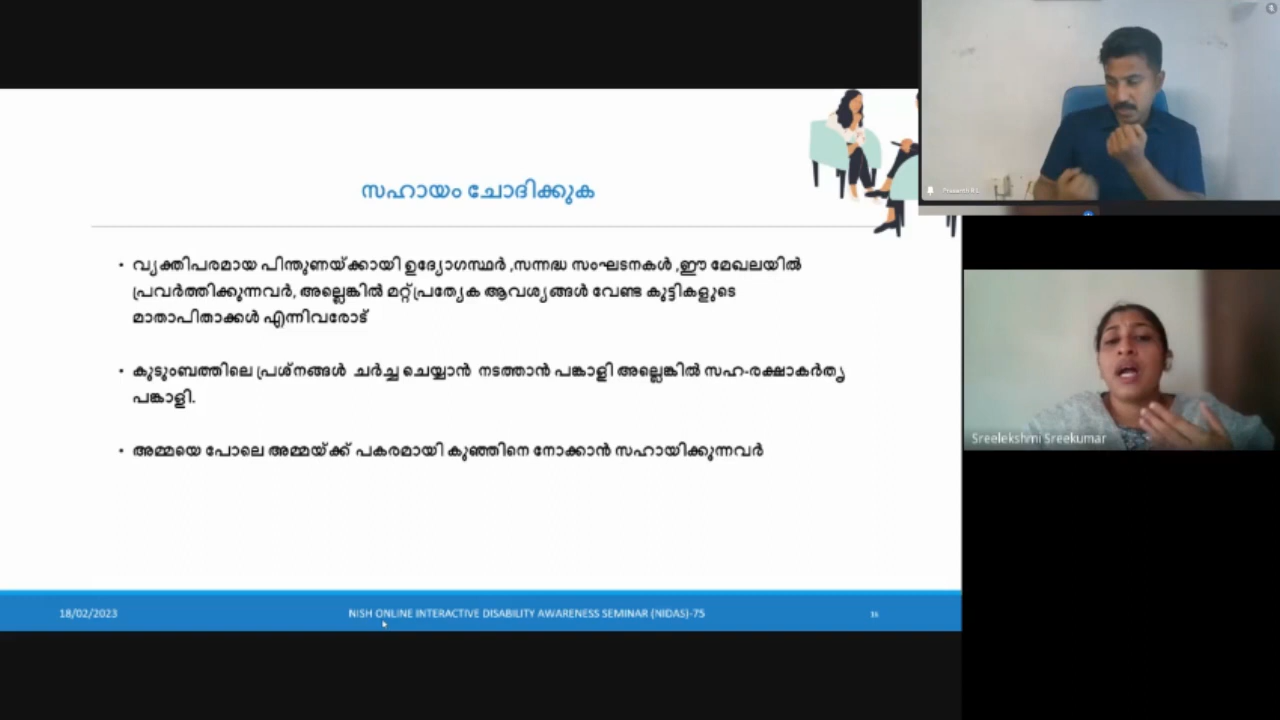 സഹായം ചോദിക്കുക
• വ്യക്തിപരമായ പിന്തുണയ്ക്കായി ഉദ്യോഗസ്ഥർ ,സന്നദ്ധ സംഘടനകൾ ,ഈ മേഖലയിൽ
പ്രവർത്തിക്കുന്നവർ, അല്ലെങ്കിൽ മറ്റ് പ്രത്യേക ആവശ്യങ്ങൾ വേണ്ട കുട്ടികളുടെ
മാതാപിതാക്കൾ എന്നിവരോട്
• കുടുംബത്തിലെ പ്രശ്നങ്ങൾ ചർച്ച ചെയ്യാൻ നടത്താൻ പങ്കാളി അല്ലെങ്കിൽ സഹ-രക്ഷാകർതൃ
പങ്കാളി.
• അമ്മയെ പോലെ അമ്മയ്ക്ക് പകരമായി കുഞ്ഞിനെ നോക്കാൻ സഹായിക്കുന്നവർ
18/02/2023 NISH ONLINE INTERACTIVE DISABILITY AWARENESS SEMINAR (NIDAS)-75
Sreelekshmi Sreekumar